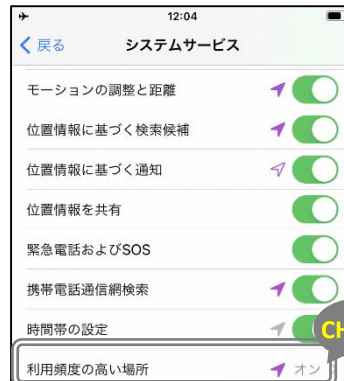 12:04
戻る システムサービス
モーションの調整と距離
位置情報に基づく検索候補
位置情報に基づく通知
位置情報を共有
緊急電話およびSOS
携帯電話通信網検索
時間帯の設定
CH
利用頻度の高い場所 オン